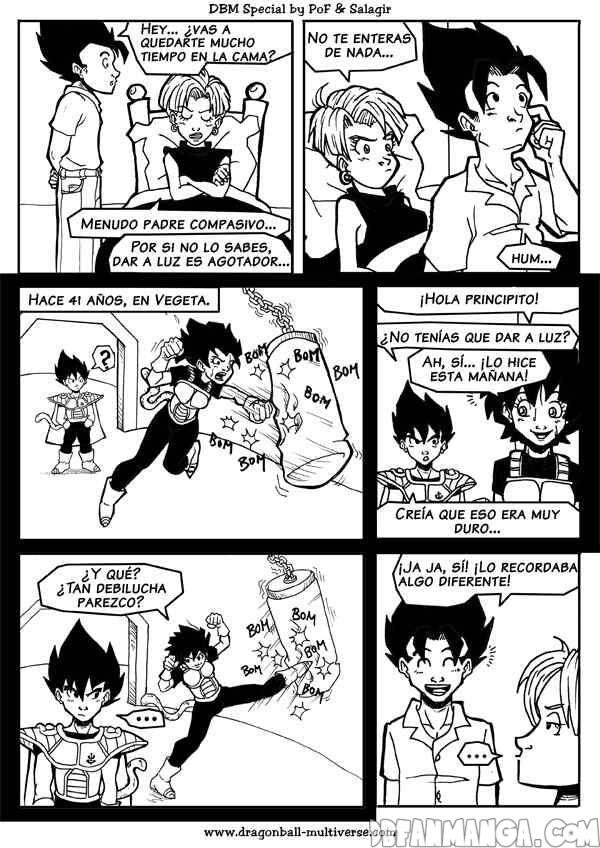 DBM Special by PoF & Salagir
Hey... ¿vas a
quedarte mucho
tiempo en la cama?
Menudo padre compasivo...
Por si no lo sabes,
dar a luz es agotador...
No te enteras
de nada...
hum...
Hace 41 años, en Vegeta.
?
BOM
BOM
BOM
BOM
BOM
BOM
¡Hola principito!
¿No tenías que dar a luz?
Ah, sí... ¡Lo hice
esta mañana!
Creía que eso era muy
duro...
¿Y qué?
¿Tan debilucha
parezco?
...
BOM
BOM
BOM
BOM
BOM
¡Ja ja, sí! ¡Lo recordaba
algo diferente!
...
www.dragonball-multiverse.com
DBFANMANGA.COM